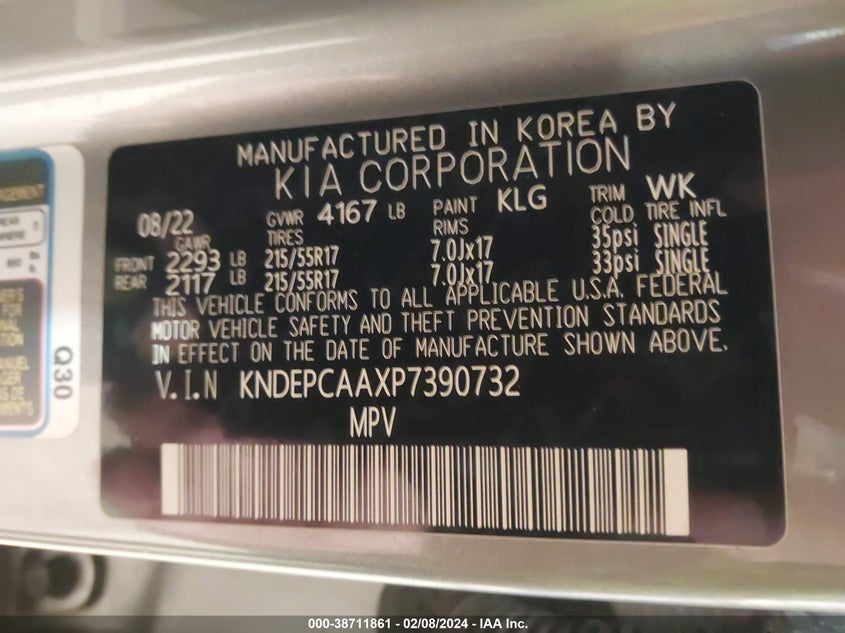 MANUFACTURED IN KOREA BY
KIA CORPORATION
08/22 GVWR 4167 LB PAINT KLG TRIM WK
GAWR TIRES RIMS COLD TIRE INFL
FRONT 2293 LB 215/55R17 7.0Jx17 35psi SINGLE
REAR 2117 LB 215/55R17 7.0Jx17 33psi SINGLE
THIS VEHICLE CONFORMS TO ALL APPLICABLE U.S.A. FEDERAL
MOTOR VEHICLE SAFETY AND THEFT PREVENTION STANDARDS
IN EFFECT ON THE DATE OF MANUFACTURE SHOWN ABOVE.
V.I.N KNDEPCAAXP7390732
MPV
Q30
000-38711861 - 02/08/2024 - IAA Inc.